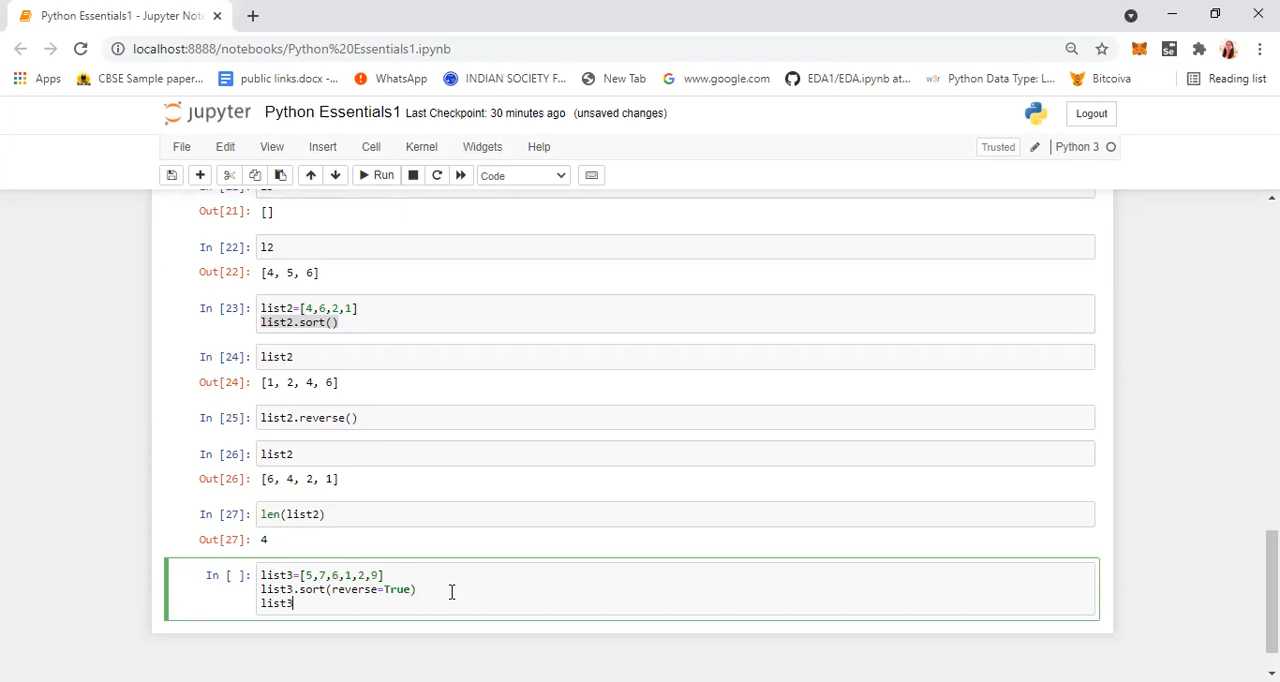 Python Essentials1 - Jupyter Not
localhost:8888/notebooks/Python%20Essentials1.ipynb
Apps CBSE Sample paper... public links.docx -... WhatsApp INDIAN SOCIETY F... New Tab www.google.com EDA1/EDA.ipynb at... Python Data Type: L... Bitcoiva Reading list
jupyter Python Essentials1 Last Checkpoint: 30 minutes ago (unsaved changes) Logout
File Edit View Insert Cell Kernel Widgets Help Trusted Python 3
Run Code
Out[21]: []
In [22]: l2
Out[22]: [4, 5, 6]
In [23]: list2=[4,6,2,1]
list2.sort()
In [24]: list2
Out[24]: [1, 2, 4, 6]
In [25]: list2.reverse()
In [26]: list2
Out[26]: [6, 4, 2, 1]
In [27]: len(list2)
Out[27]: 4
In [ ]: list3=[5,7,6,1,2,9]
list3.sort(reverse=True)
list3